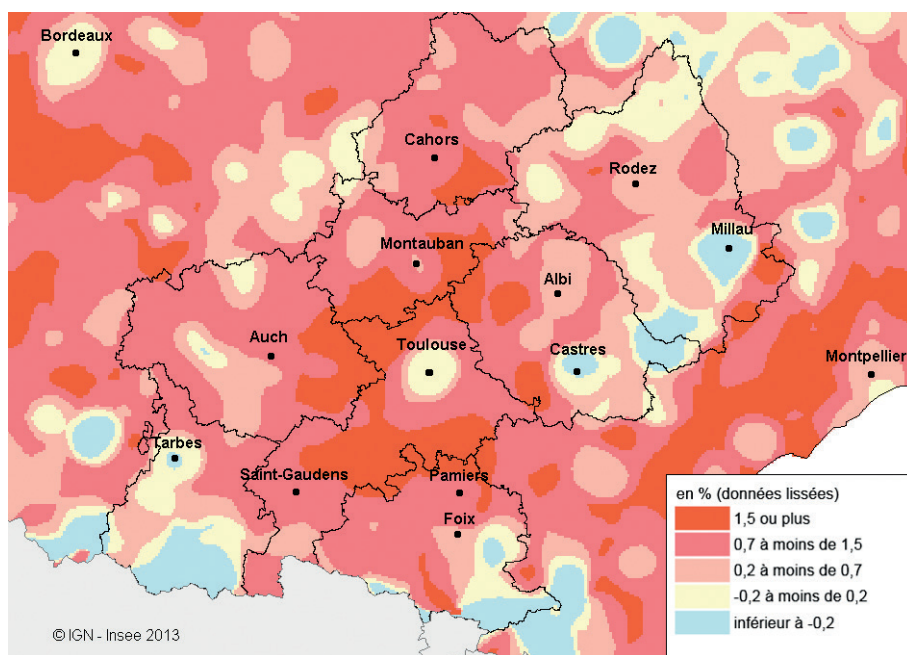 Bordeaux
Cahors
Rodez
Millau
Montauban
Albi
Auch
Toulouse
Castres
Montpellier
Tarbes
Saint-Gaudens
Pamiers
Foix
en % (données lissées)
1,5 ou plus
0,7 à moins de 1,5
0,2 à moins de 0,7
-0,2 à moins de 0,2
inférieur à -0,2
© IGN - Insee 2013